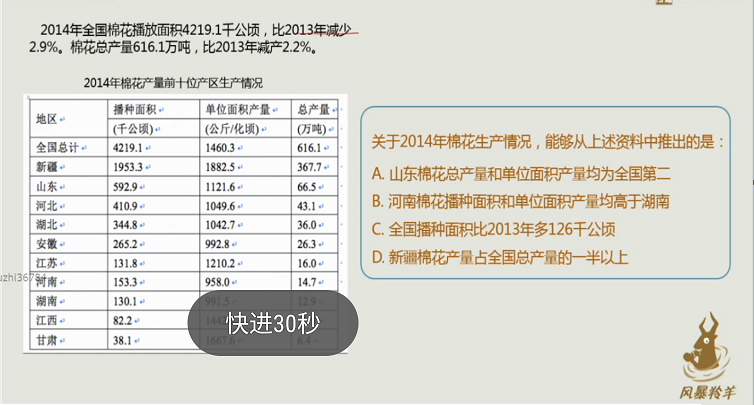 2014年全国棉花播放面积4219.1千公顷，比2013年减少
2.9%。棉花总产量616.1万吨，比2013年减产2.2%。
2014年棉花产量前十位产区生产情况
地区 播种面积 单位面积产量 总产量
(千公顷) (公斤/化顷) (万吨)
全国总计 4219.1 1460.3 616.1
新疆 1953.3 1882.5 367.7
山东 592.9 1121.6 66.5
河北 410.9 1049.6 43.1
湖北 344.8 1042.7 36.0
安徽 265.2 992.8 26.3
江苏 131.8 1210.2 16.0
河南 153.3 958.0 14.7
湖南 130.1 991.5 12.9
江西 82.2
甘肃 38.1 1667.6 6.4
快进30秒
关于2014年棉花生产情况，能够从上述资料中推出的是：
A. 山东棉花总产量和单位面积产量均为全国第二
B. 河南棉花播种面积和单位面积产量均高于湖南
C. 全国播种面积比2013年多126千公顷
D. 新疆棉花产量占全国总产量的一半以上
风暴羚羊